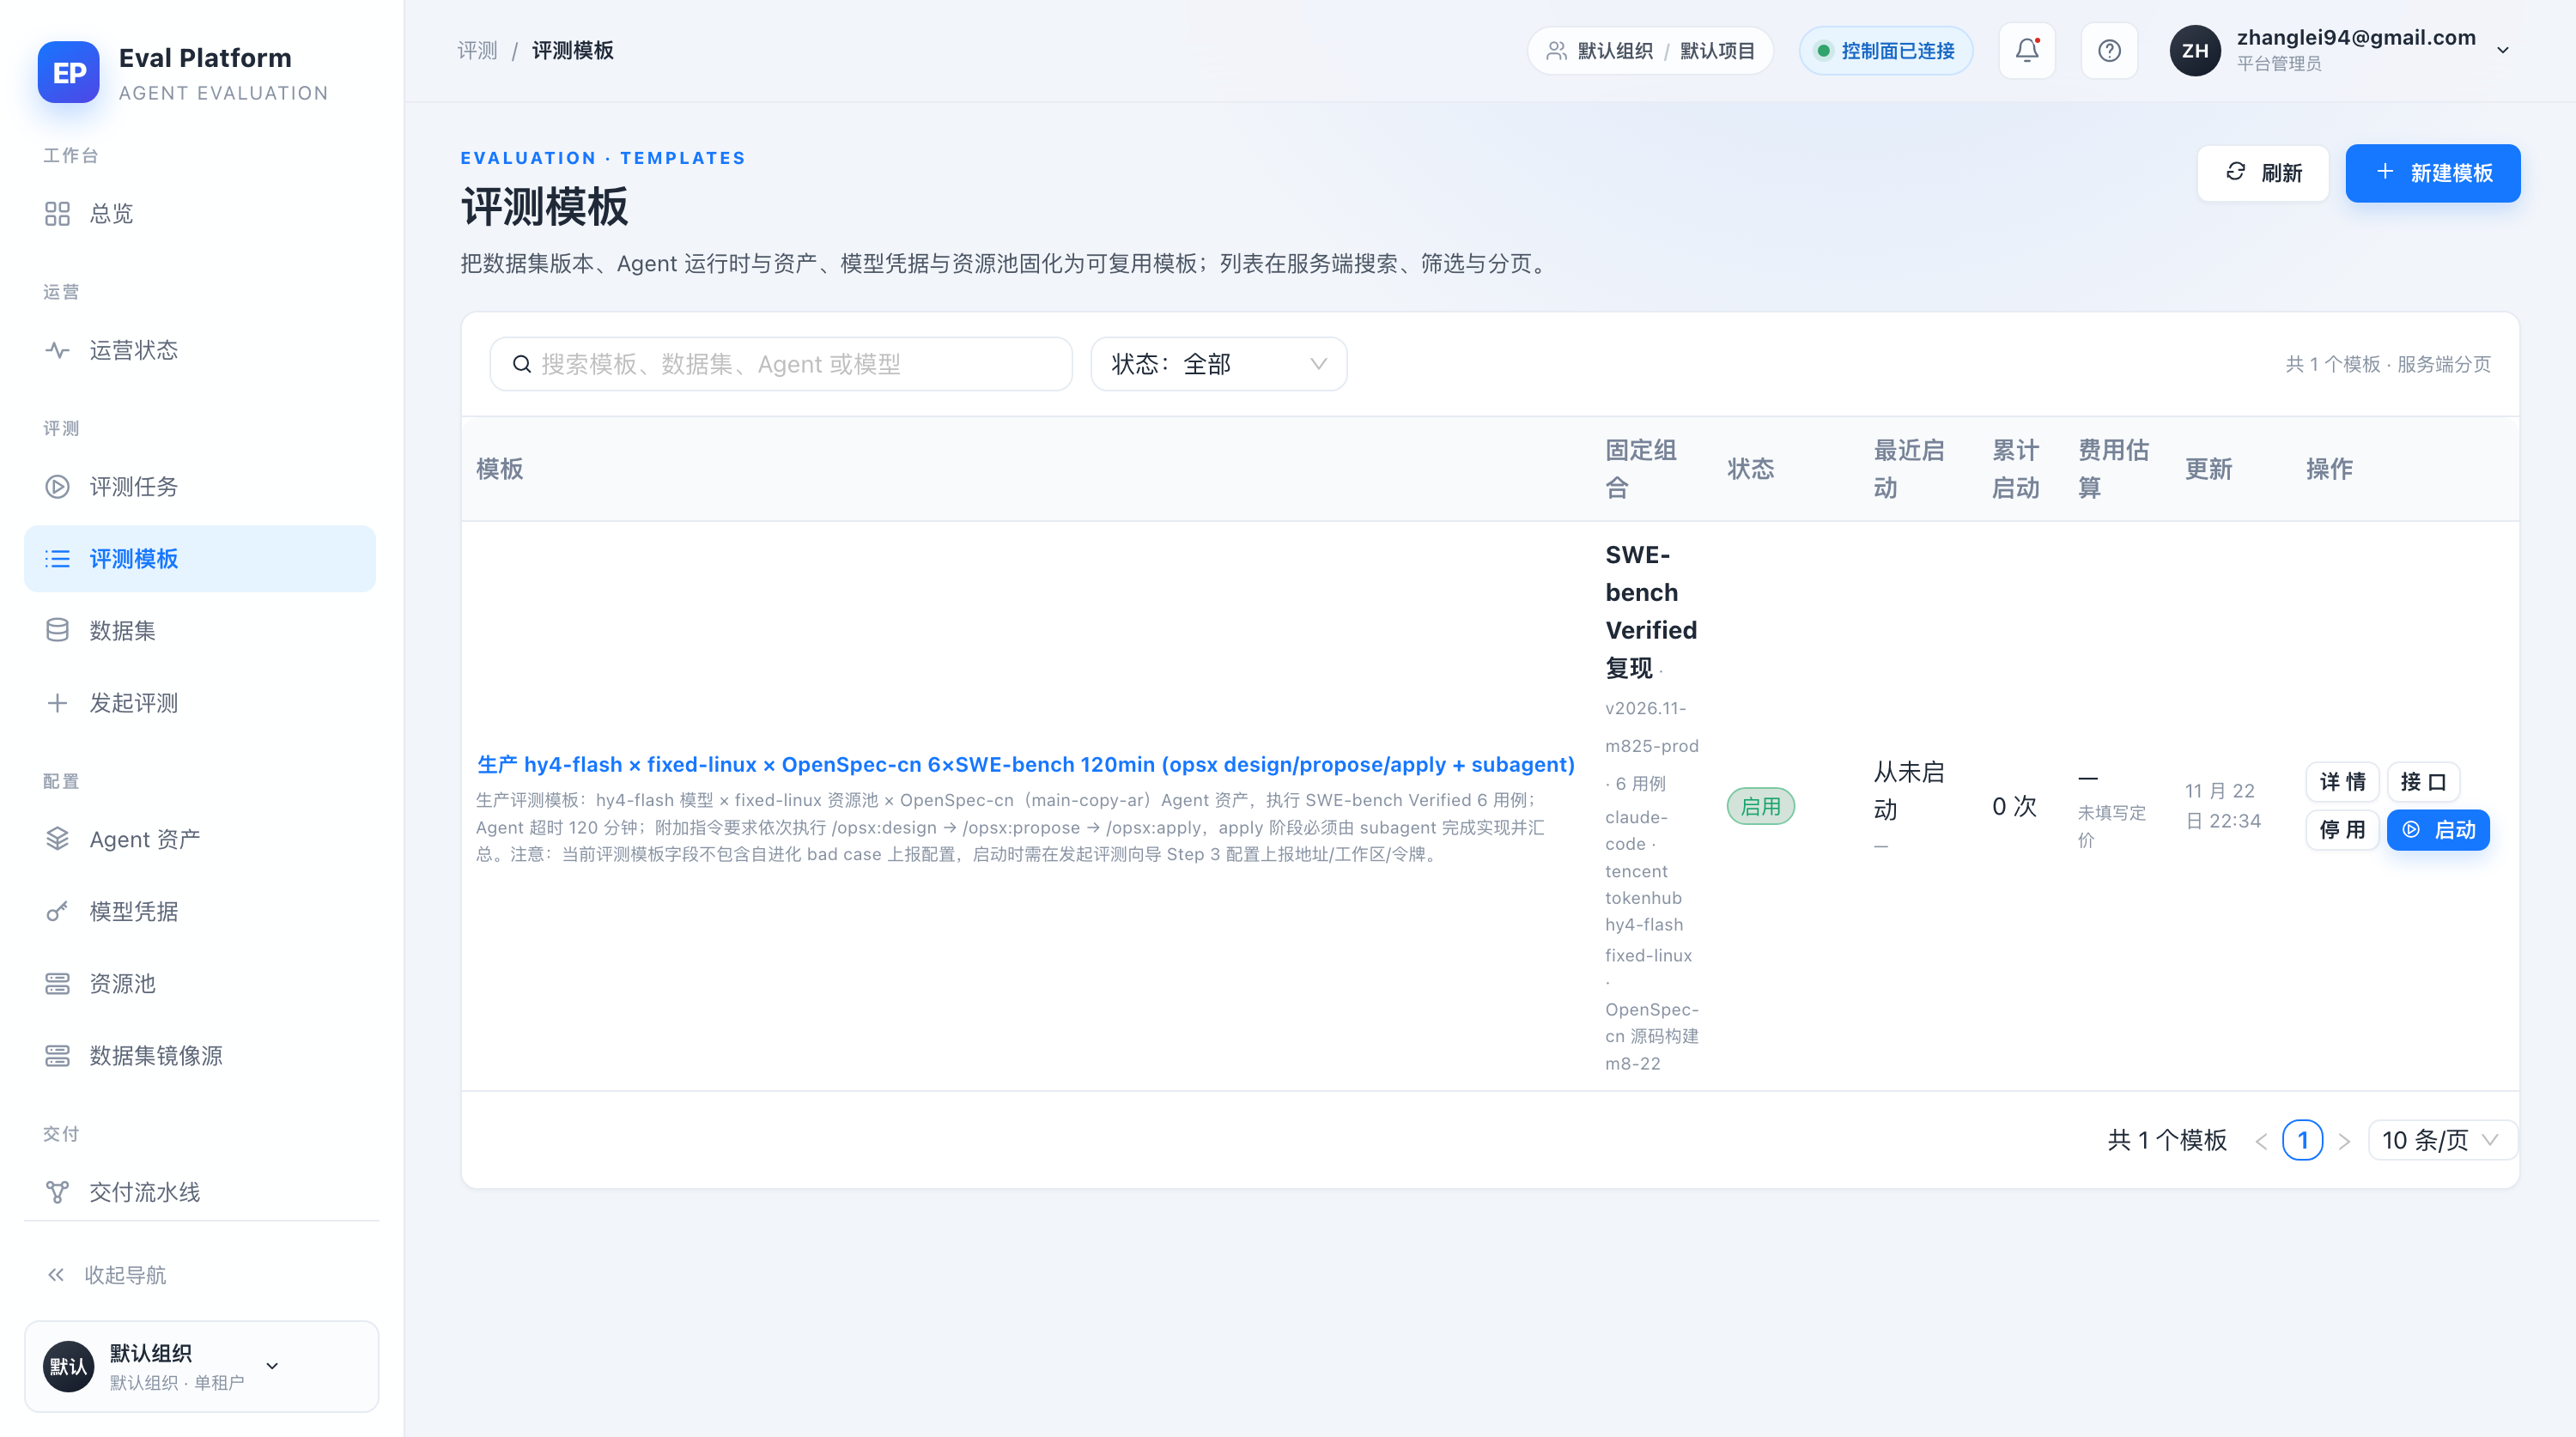 EP
Eval Platform
AGENT EVALUATION
工作台
总览
运营
运营状态
评测
评测任务
评测模板
数据集
发起评测
配置
Agent 资产
模型凭据
资源池
数据集镜像源
交付
交付流水线
收起导航
默认
默认组织
默认组织 · 单租户
评测 / 评测模板
默认组织 / 默认项目
控制面已连接
ZH
zhanglei94@gmail.com
平台管理员
EVALUATION · TEMPLATES
评测模板
把数据集版本、Agent 运行时与资产、模型凭据与资源池固化为可复用模板；列表在服务端搜索、筛选与分页。
刷新
新建模板
搜索模板、数据集、Agent 或模型
状态：全部
共 1 个模板 · 服务端分页
模板
固定组
合
状态
最近启
动
累计
启动
费用估
算
更新
操作
生产 hy4-flash × fixed-linux × OpenSpec-cn 6×SWE-bench 120min (opsx design/propose/apply + subagent)
生产评测模板：hy4-flash 模型 × fixed-linux 资源池 × OpenSpec-cn（main-copy-ar）Agent 资产，执行 SWE-bench Verified 6 用例；
Agent 超时 120 分钟；附加指令要求依次执行 /opsx:design → /opsx:propose → /opsx:apply，apply 阶段必须由 subagent 完成实现并汇
总。注意：当前评测模板字段不包含自进化 bad case 上报配置，启动时需在发起评测向导 Step 3 配置上报地址/工作区/令牌。
SWE-
bench
Verified
复现 ·
v2026.11-
m825-prod
· 6 用例
claude-
code ·
tencent
tokenhub
hy4-flash
fixed-linux
·
OpenSpec-
cn 源码构建
m8-22
启用
从未启
动
—
0 次
—
未填写定
价
11 月 22
日 22:34
详 情
接 口
停 用
启动
共 1 个模板
1
10 条/页